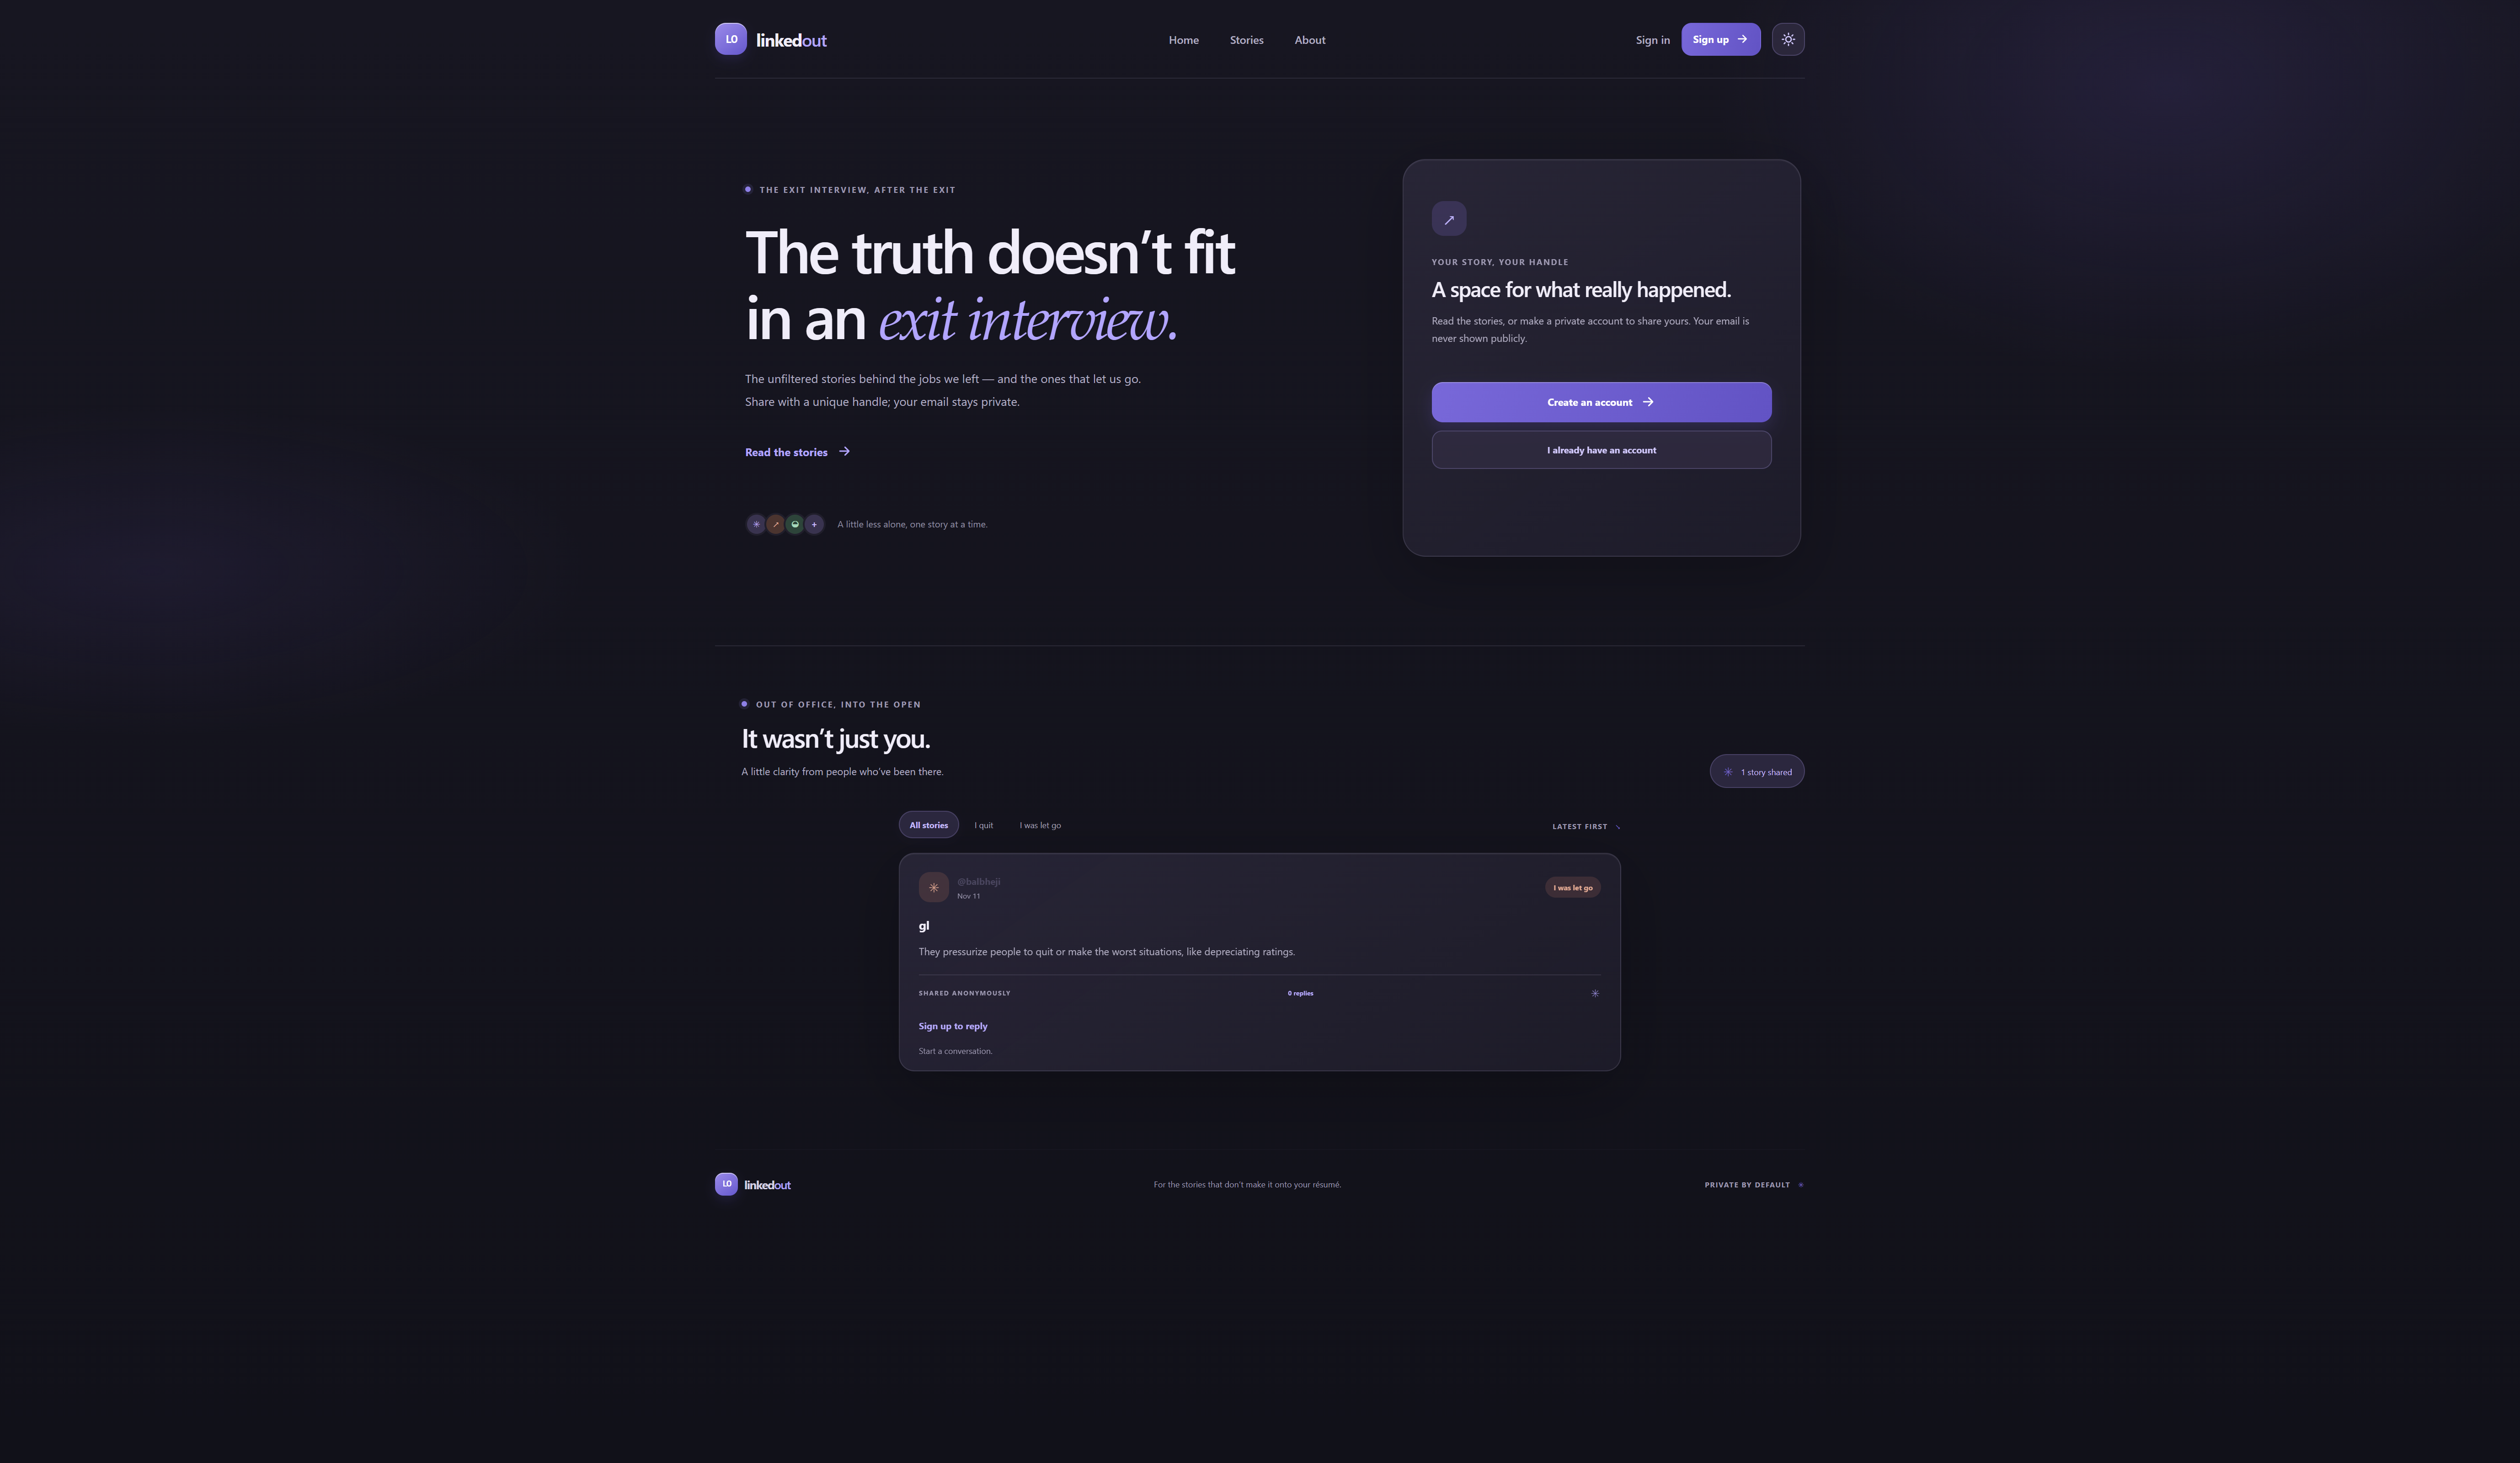 LO linkedout
Home Stories About
Sign in Sign up →
THE EXIT INTERVIEW, AFTER THE EXIT
The truth doesn’t fit
in an exit interview.
The unfiltered stories behind the jobs we left — and the ones that let us go.
Share with a unique handle; your email stays private.
Read the stories →
A little less alone, one story at a time.
YOUR STORY, YOUR HANDLE
A space for what really happened.
Read the stories, or make a private account to share yours. Your email is
never shown publicly.
Create an account →
I already have an account
OUT OF OFFICE, INTO THE OPEN
It wasn’t just you.
A little clarity from people who’ve been there.
1 story shared
All stories I quit I was let go
LATEST FIRST
@balbheji
Nov 11
I was let go
gl
They pressurize people to quit or make the worst situations, like depreciating ratings.
SHARED ANONYMOUSLY 0 replies
Sign up to reply
Start a conversation.
LO linkedout
For the stories that don’t make it onto your résumé.
PRIVATE BY DEFAULT